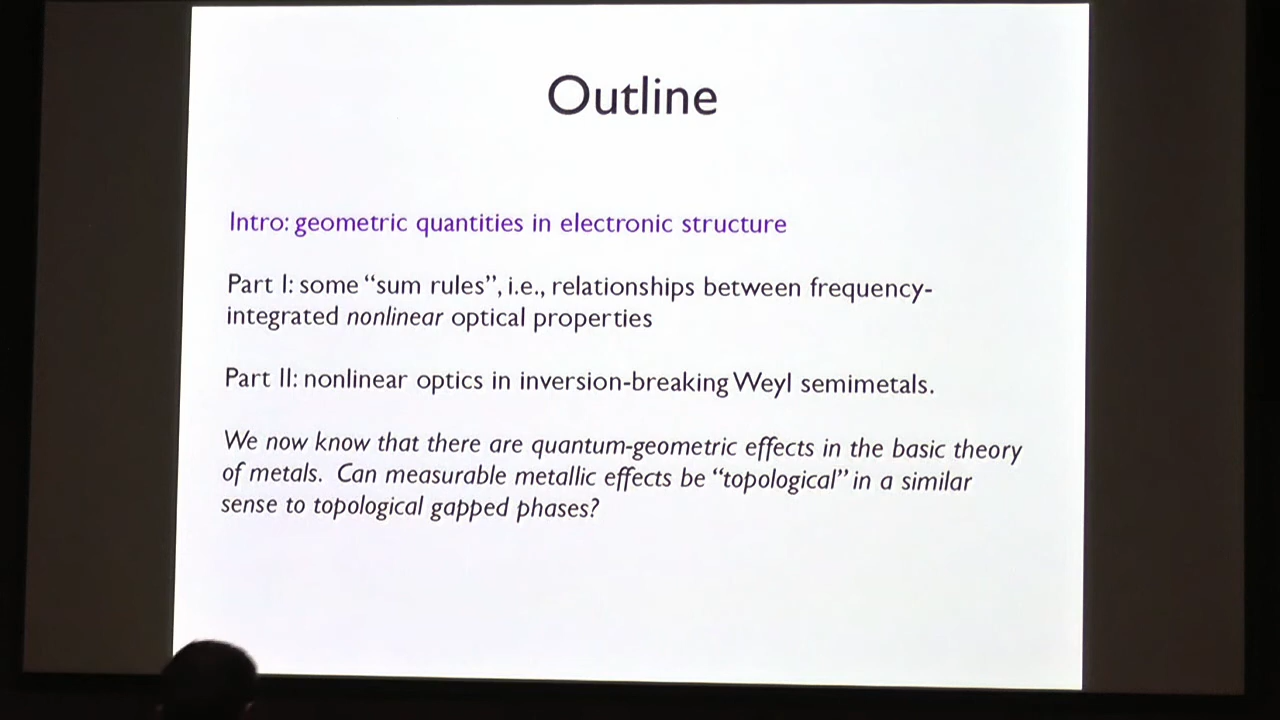 Outline
Intro: geometric quantities in electronic structure
Part I: some “sum rules”, i.e., relationships between frequency-
integrated nonlinear optical properties
Part II: nonlinear optics in inversion-breaking Weyl semimetals.
We now know that there are quantum-geometric effects in the basic theory
of metals. Can measurable metallic effects be “topological” in a similar
sense to topological gapped phases?